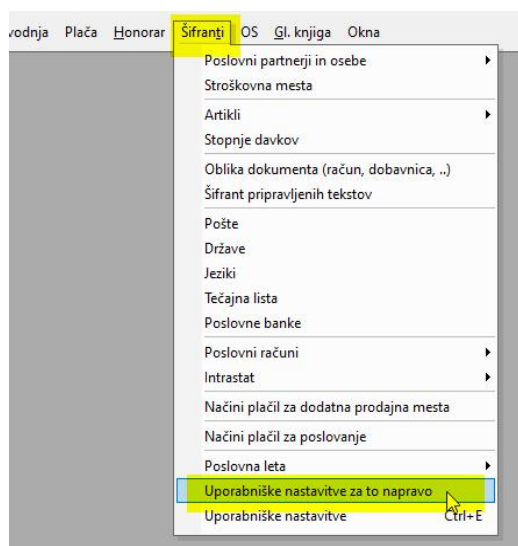 vodnja Plača Honorar Šifranti OS Gl. knjiga Okna
Poslovni partnerji in osebe
Stroškovna mesta
Artikli
Stopnje davkov
Oblika dokumenta (račun, dobavnica, ..)
Šifrant pripravljenih tekstov
Pošte
Države
Jeziki
Tečajna lista
Poslovne banke
Poslovni računi
Intrastat
Načini plačil za dodatna prodajna mesta
Načini plačil za poslovanje
Poslovna leta
Uporabniške nastavitve za to napravo
Uporabniške nastavitve Ctrl+E